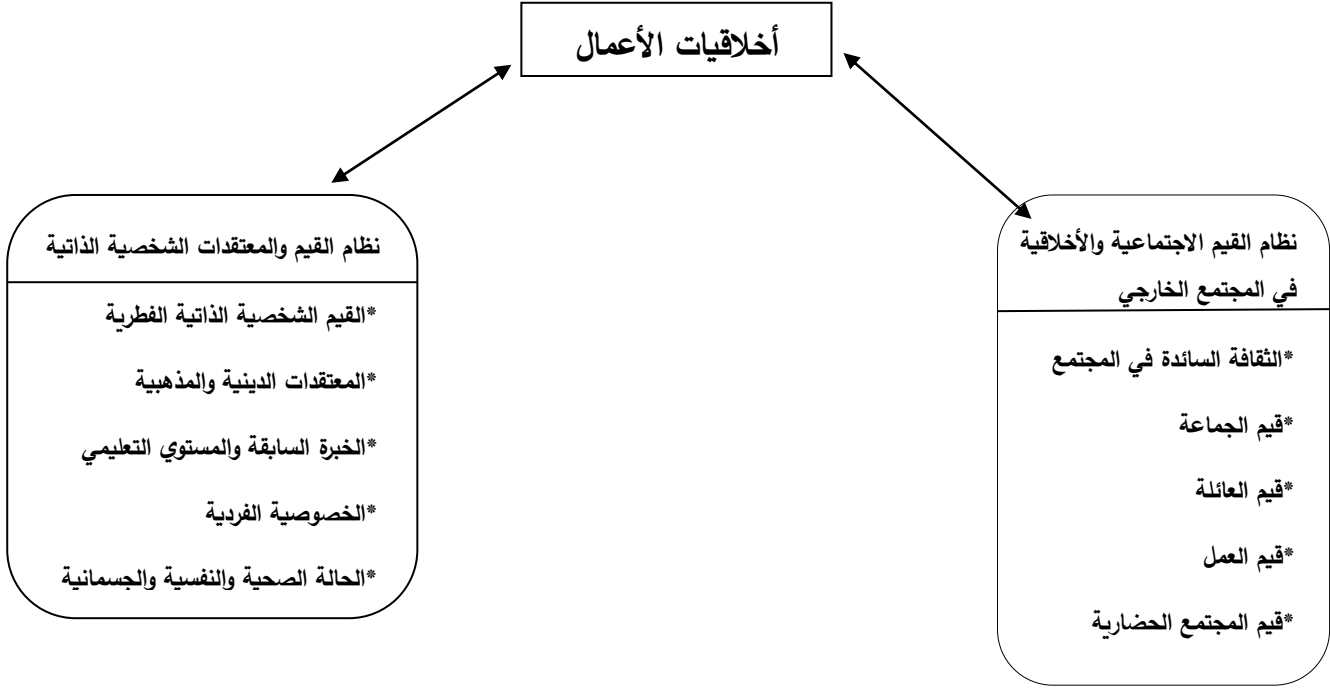 أخلاقيات الأعمال
نظام القيم الاجتماعية والأخلاقية
في المجتمع الخارجي
*الثقافة السائدة في المجتمع
*قيم الجماعة
*قيم العائلة
*قيم العمل
*قيم المجتمع الحضارية
نظام القيم والمعتقدات الشخصية الذاتية
*القيم الشخصية الذاتية الفطرية
*المعتقدات الدينية والمذهبية
*الخبرة السابقة والمستوي التعليمي
*الخصوصية الفردية
*الحالة الصحية والنفسية والجسمانية